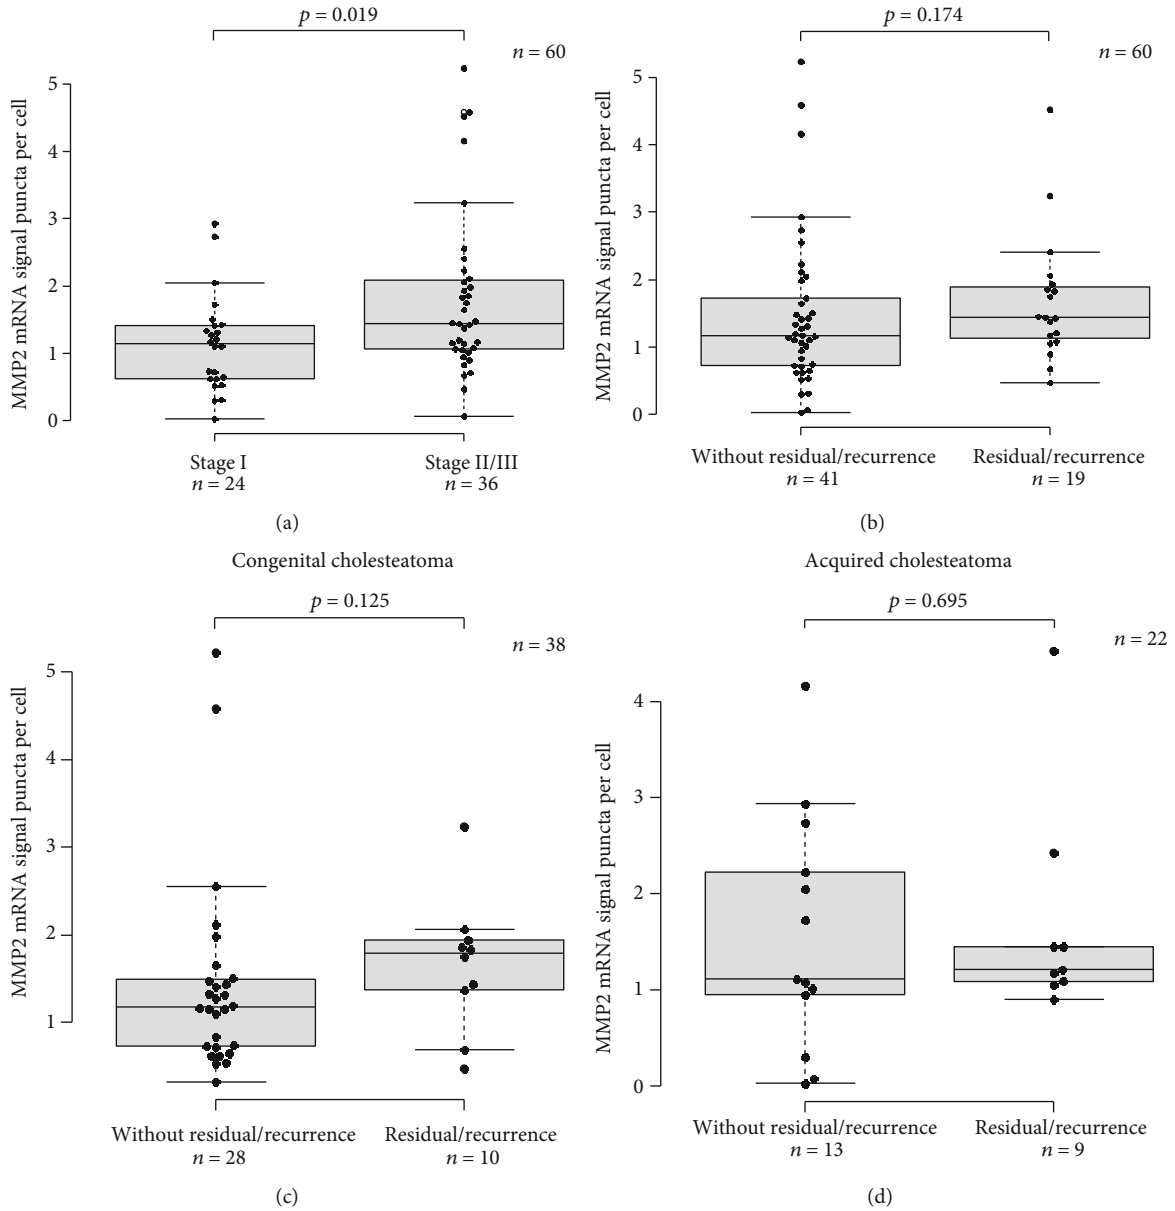 p = 0.019
n = 60
MMP2 mRNA signal puncta per cell
5
4
3
2
1
0
Stage I
n = 24
Stage II/III
n = 36
(a)
p = 0.174
n = 60
MMP2 mRNA signal puncta per cell
5
4
3
2
1
0
Without residual/recurrence
n = 41
Residual/recurrence
n = 19
(b)
Congenital cholesteatoma
p = 0.125
n = 38
MMP2 mRNA signal puncta per cell
5
4
3
2
1
Without residual/recurrence
n = 28
Residual/recurrence
n = 10
(c)
Acquired cholesteatoma
p = 0.695
n = 22
MMP2 mRNA signal puncta per cell
4
3
2
1
0
Without residual/recurrence
n = 13
Residual/recurrence
n = 9
(d)